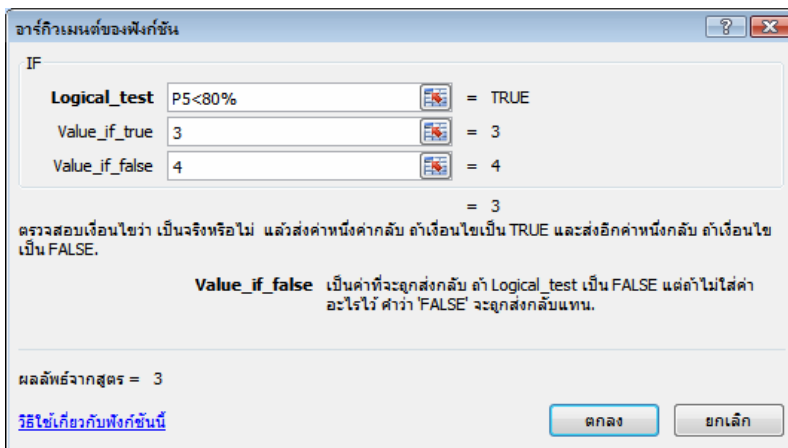 อาร์กิวเมนต์ของฟังก์ชัน
IF
Logical_test P5<80% = TRUE
Value_if_true 3 = 3
Value_if_false 4 = 4
= 3
ตรวจสอบเงื่อนไขว่า เป็นจริงหรือไม่ แล้วส่งค่าหนึ่งค่ากลับ ถ้าเงื่อนไขเป็น TRUE และส่งอีกค่าหนึ่งกลับ ถ้าเงื่อนไข
เป็น FALSE.
Value_if_false เป็นค่าที่จะถูกส่งกลับ ถ้า Logical_test เป็น FALSE แต่ถ้าไม่ใส่ค่า
อะไรไว้ คำว่า 'FALSE' จะถูกส่งกลับแทน.
ผลลัพธ์จากสูตร = 3
วิธีใช้เกี่ยวกับฟังก์ชันนี้ ตกลง ยกเลิก